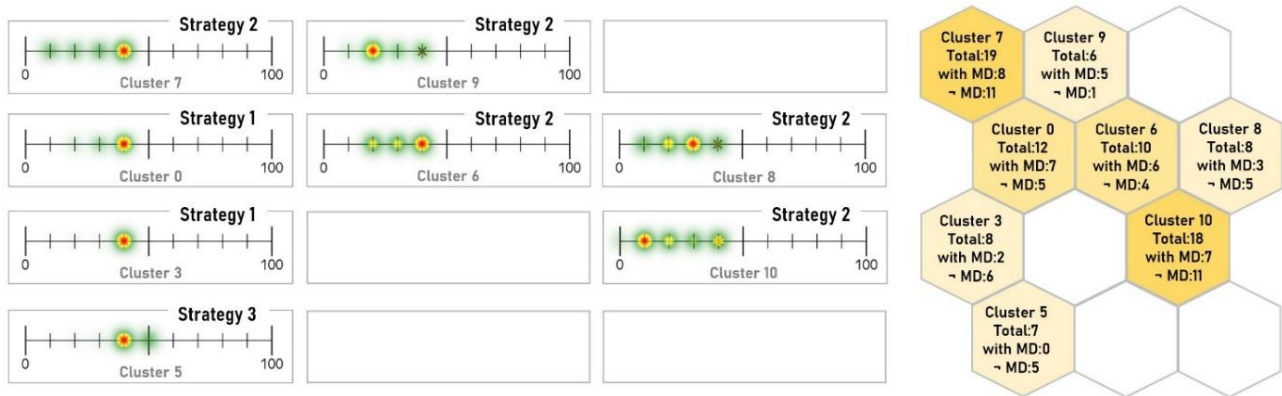 Strategy 2
0
100
Cluster 7
Strategy 2
0
100
Cluster 9
Strategy 1
0
100
Cluster 0
Strategy 2
0
100
Cluster 6
Strategy 2
0
100
Cluster 8
Strategy 1
0
100
Cluster 3
Strategy 2
0
100
Cluster 10
Strategy 3
0
100
Cluster 5
Cluster 7
Total:19
with MD:8
¬ MD:11
Cluster 9
Total:6
with MD:5
¬ MD:1
Cluster 0
Total:12
with MD:7
¬ MD:5
Cluster 6
Total:10
with MD:6
¬ MD:4
Cluster 8
Total:8
with MD:3
¬ MD:5
Cluster 3
Total:8
with MD:2
¬ MD:6
Cluster 10
Total:18
with MD:7
¬ MD:11
Cluster 5
Total:7
with MD:0
¬ MD:5